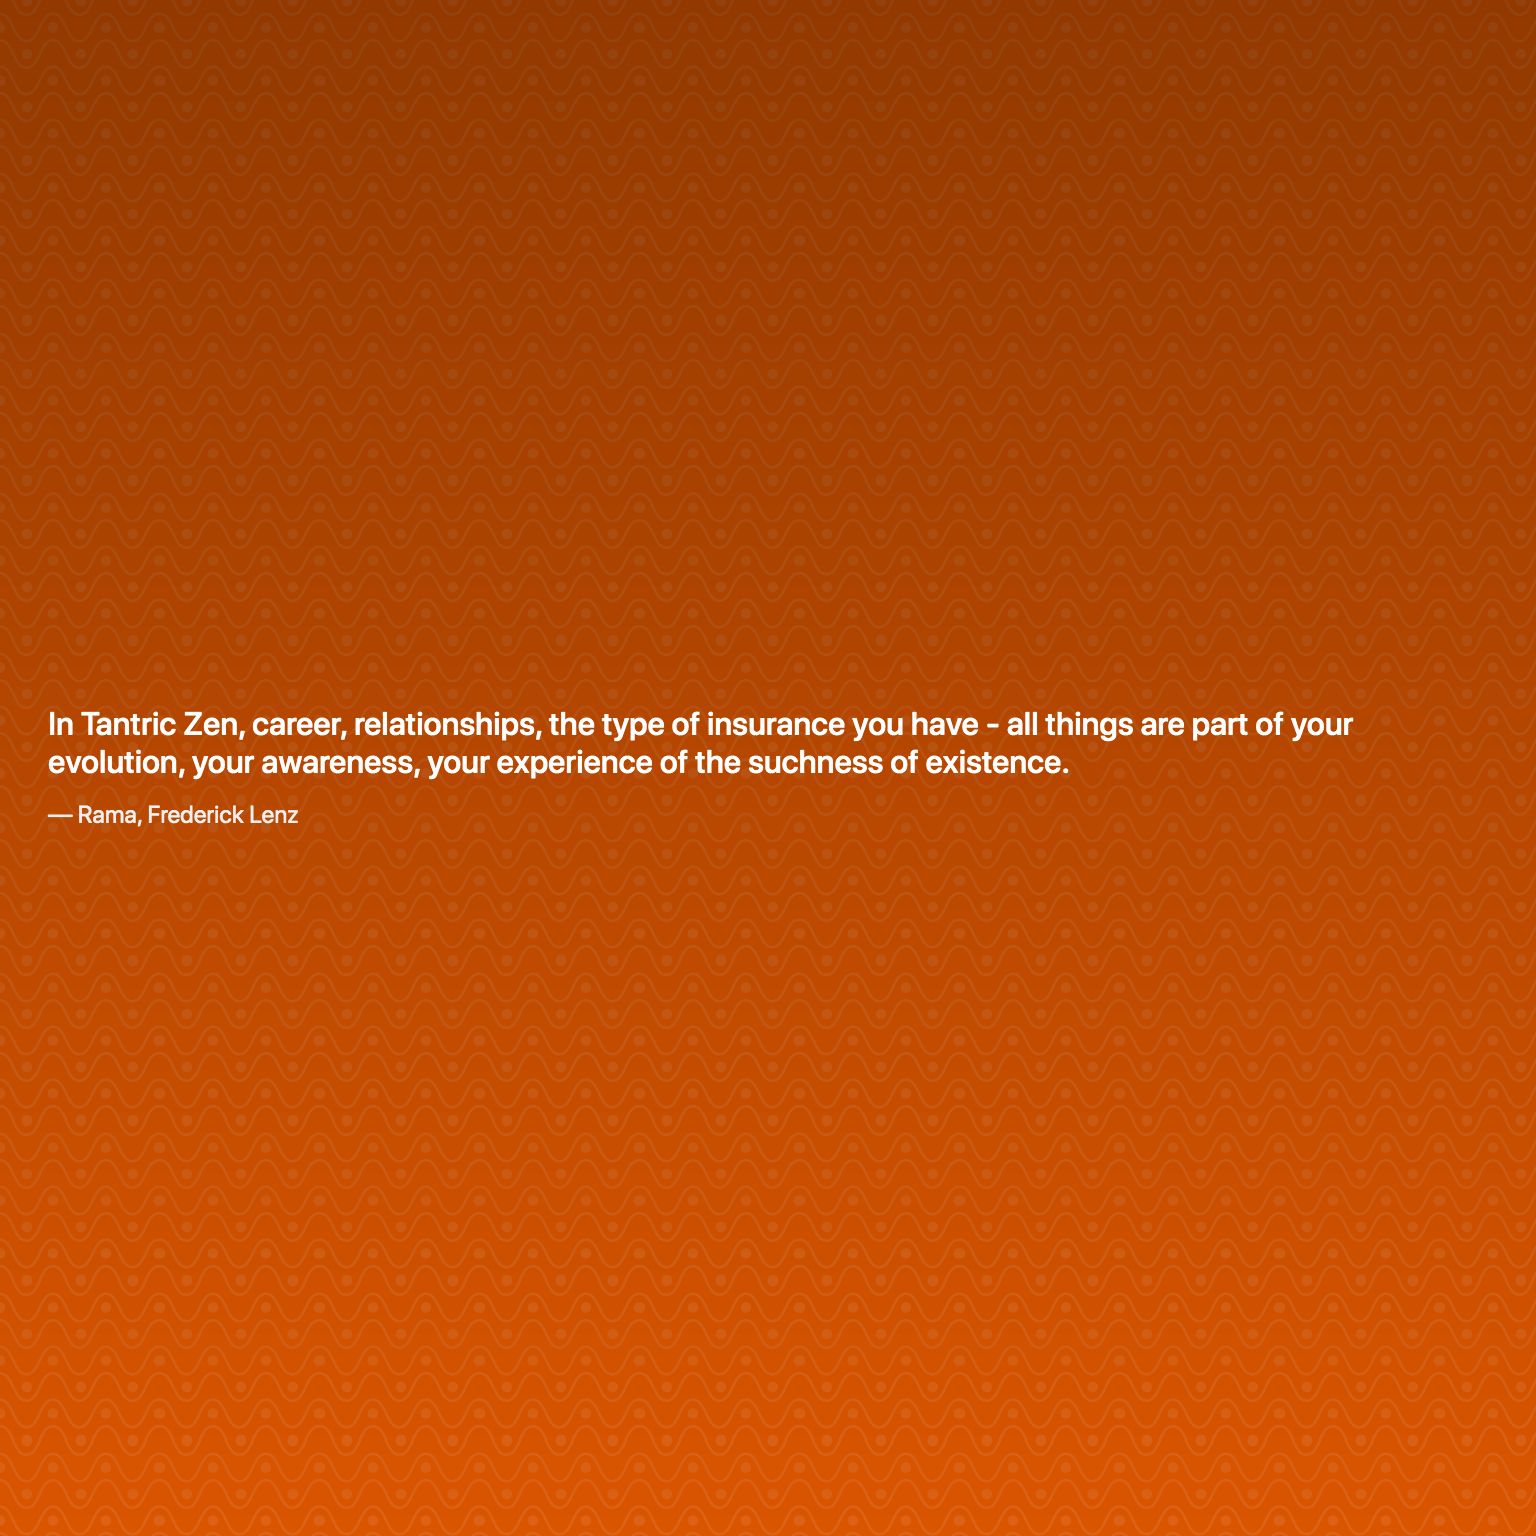 In Tantric Zen, career, relationships, the type of insurance you have - all things are part of your
evolution, your awareness, your experience of the suchness of existence.
— Rama, Frederick Lenz